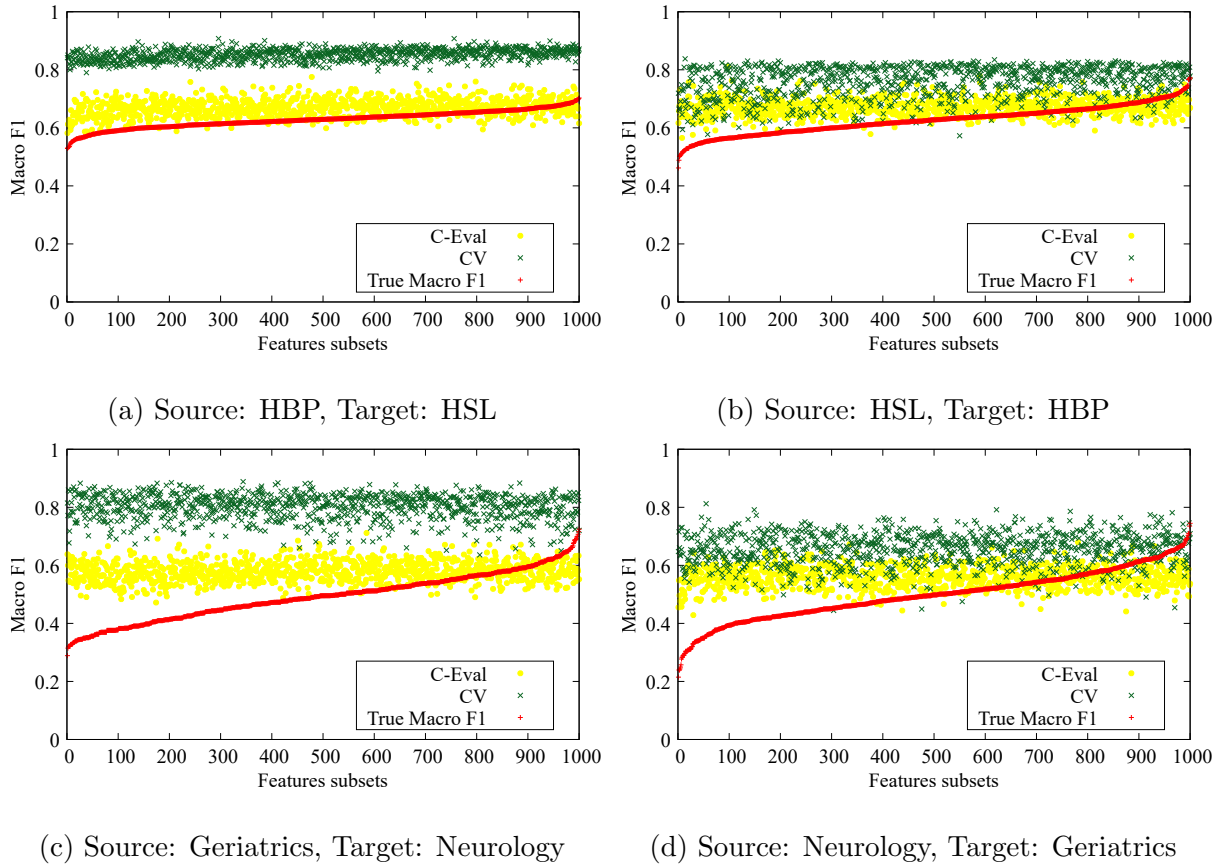 1
0.8
0.6
0.4
0.2
0
Macro F1
C-Eval
CV
True Macro F1
0 100 200 300 400 500 600 700 800 900 1000
Features subsets
(a) Source: HBP, Target: HSL
1
0.8
0.6
0.4
0.2
0
Macro F1
C-Eval
CV
True Macro F1
0 100 200 300 400 500 600 700 800 900 1000
Features subsets
(b) Source: HSL, Target: HBP
1
0.8
0.6
0.4
0.2
0
Macro F1
C-Eval
CV
True Macro F1
0 100 200 300 400 500 600 700 800 900 1000
Features subsets
(c) Source: Geriatrics, Target: Neurology
1
0.8
0.6
0.4
0.2
0
Macro F1
C-Eval
CV
True Macro F1
0 100 200 300 400 500 600 700 800 900 1000
Features subsets
(d) Source: Neurology, Target: Geriatrics